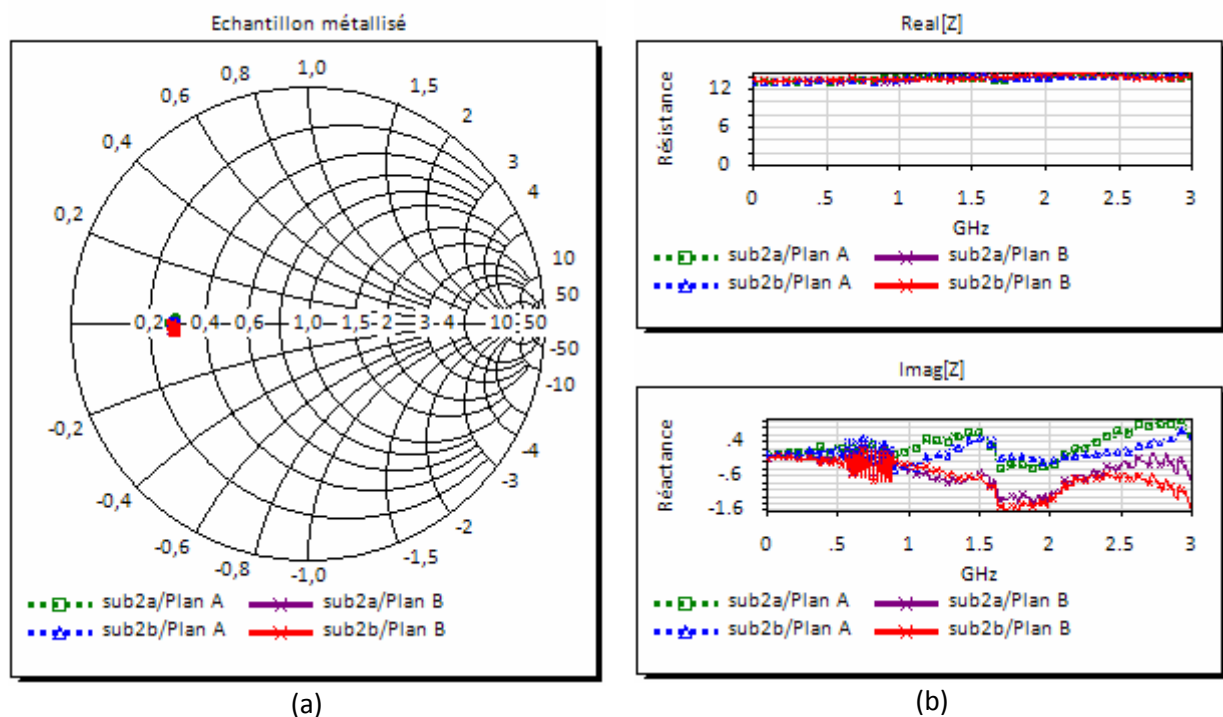 Echantillon métallisé
1,0
0,8
1,5
0,6
2
0,4
3
4
0,2
10
50
0,2 0,4 0,6 1,0 1,5 2 3 4 10 50
-50
-10
-0,2
-4
-3
-0,4
-2
-0,6
-1,5
-0,8
-1,0
sub2a/Plan A sub2a/Plan B
sub2b/Plan A sub2b/Plan B
(a)
Real[Z]
Résistance
12
6
0
0 .5 1 1.5 2 2.5 3
GHz
sub2a/Plan A sub2a/Plan B
sub2b/Plan A sub2b/Plan B
Imag[Z]
Réactance
.4
-.6
-1.6
0 .5 1 1.5 2 2.5 3
GHz
sub2a/Plan A sub2a/Plan B
sub2b/Plan A sub2b/Plan B
(b)